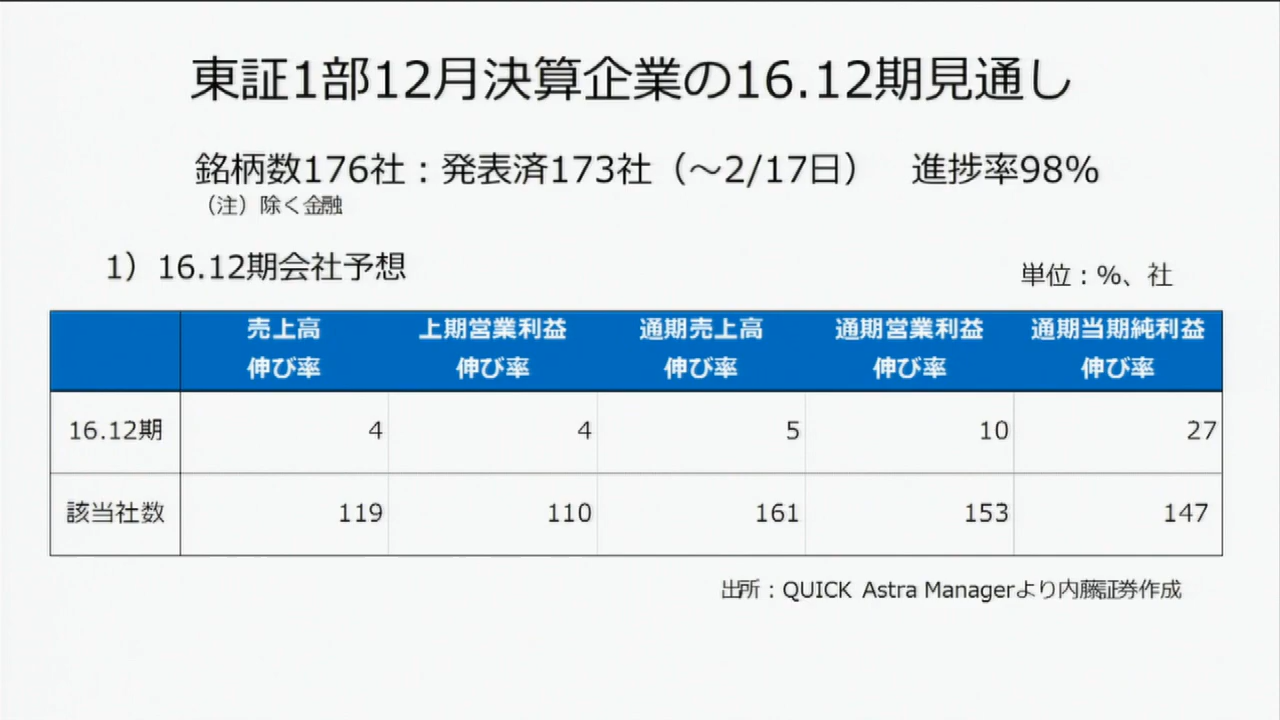 東証1部12月決算企業の16.12期見通し
銘柄数176社：発表済173社（～2/17日）　進捗率98%
（注）除く金融
1）16.12期会社予想
単位：%、社
売上高 伸び率 上期営業利益 伸び率 通期売上高 伸び率 通期営業利益 伸び率 通期当期純利益 伸び率
16.12期 4 4 5 10 27
該当社数 119 110 161 153 147
出所：QUICK Astra Managerより内藤証券作成